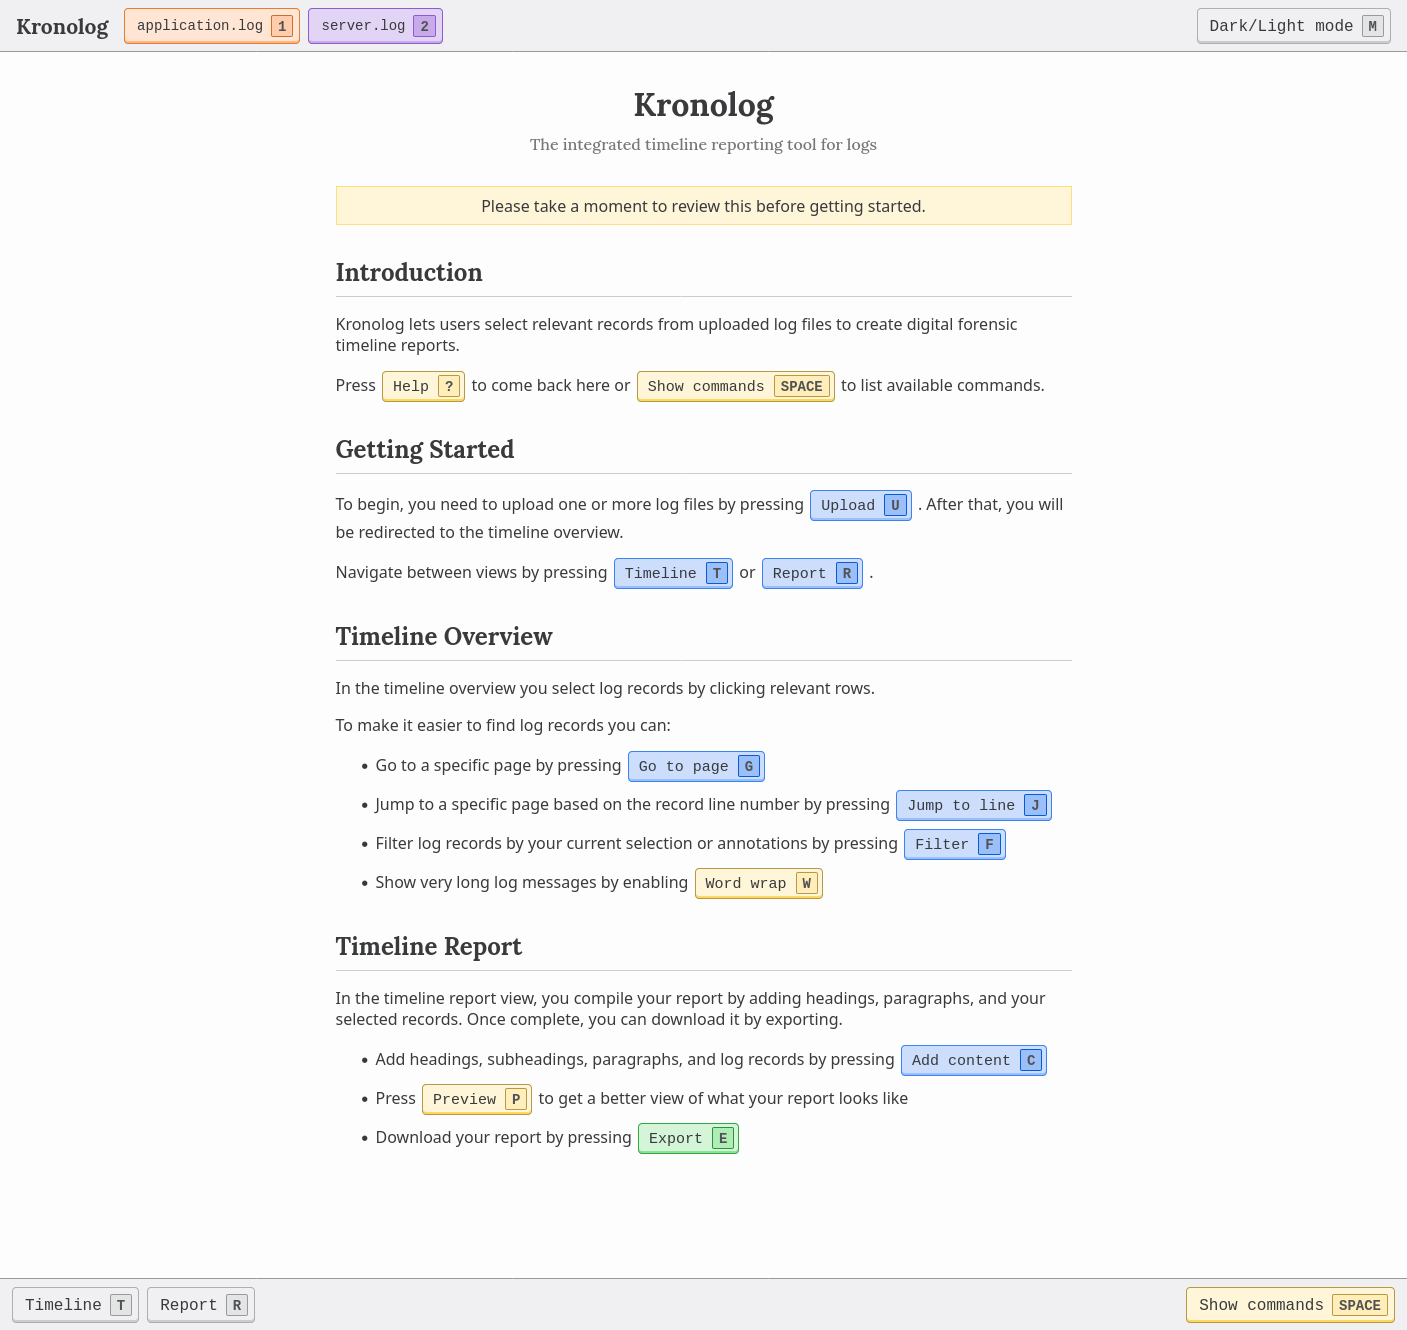 Kronolog application.log 1 server.log 2 Dark/Light mode M
Kronolog
The integrated timeline reporting tool for logs
Please take a moment to review this before getting started.
Introduction
Kronolog lets users select relevant records from uploaded log files to create digital forensic
timeline reports.
Press Help ? to come back here or Show commands SPACE to list available commands.
Getting Started
To begin, you need to upload one or more log files by pressing Upload U . After that, you will
be redirected to the timeline overview.
Navigate between views by pressing Timeline T or Report R .
Timeline Overview
In the timeline overview you select log records by clicking relevant rows.
To make it easier to find log records you can:
• Go to a specific page by pressing Go to page G
• Jump to a specific page based on the record line number by pressing Jump to line J
• Filter log records by your current selection or annotations by pressing Filter F
• Show very long log messages by enabling Word wrap W
Timeline Report
In the timeline report view, you compile your report by adding headings, paragraphs, and your
selected records. Once complete, you can download it by exporting.
• Add headings, subheadings, paragraphs, and log records by pressing Add content C
• Press Preview P to get a better view of what your report looks like
• Download your report by pressing Export E
Timeline T Report R Show commands SPACE